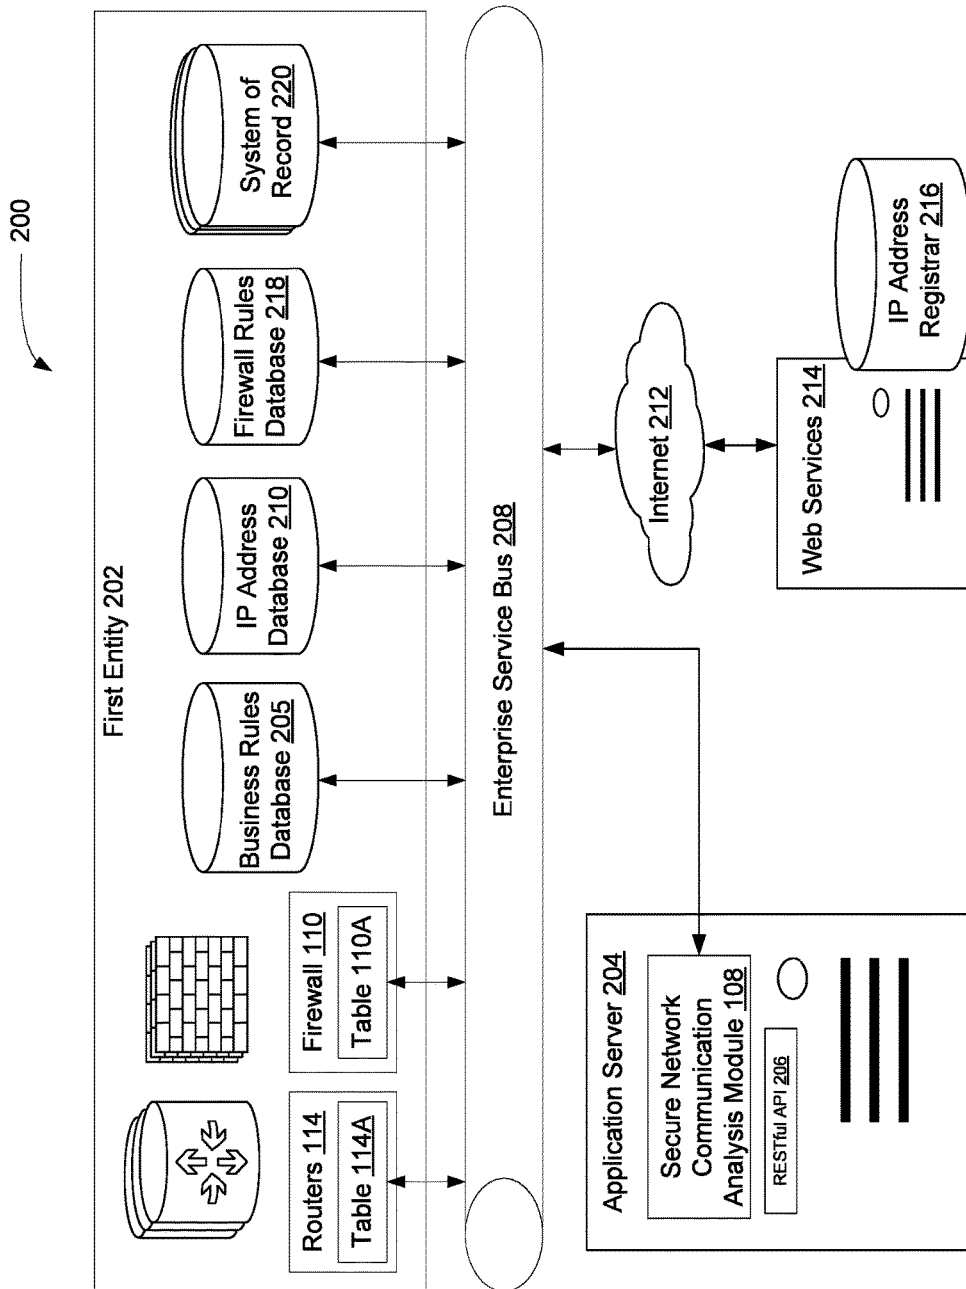 200
First Entity 202
Routers 114
Table 114A
Firewall 110
Table 110A
Business Rules
Database 205
IP Address
Database 210
Firewall Rules
Database 218
System of
Record 220
Enterprise Service Bus 208
Application Server 204
Secure Network
Communication
Analysis Module 108
RESTful API 206
Internet 212
Web Services 214
IP Address
Registrar 216